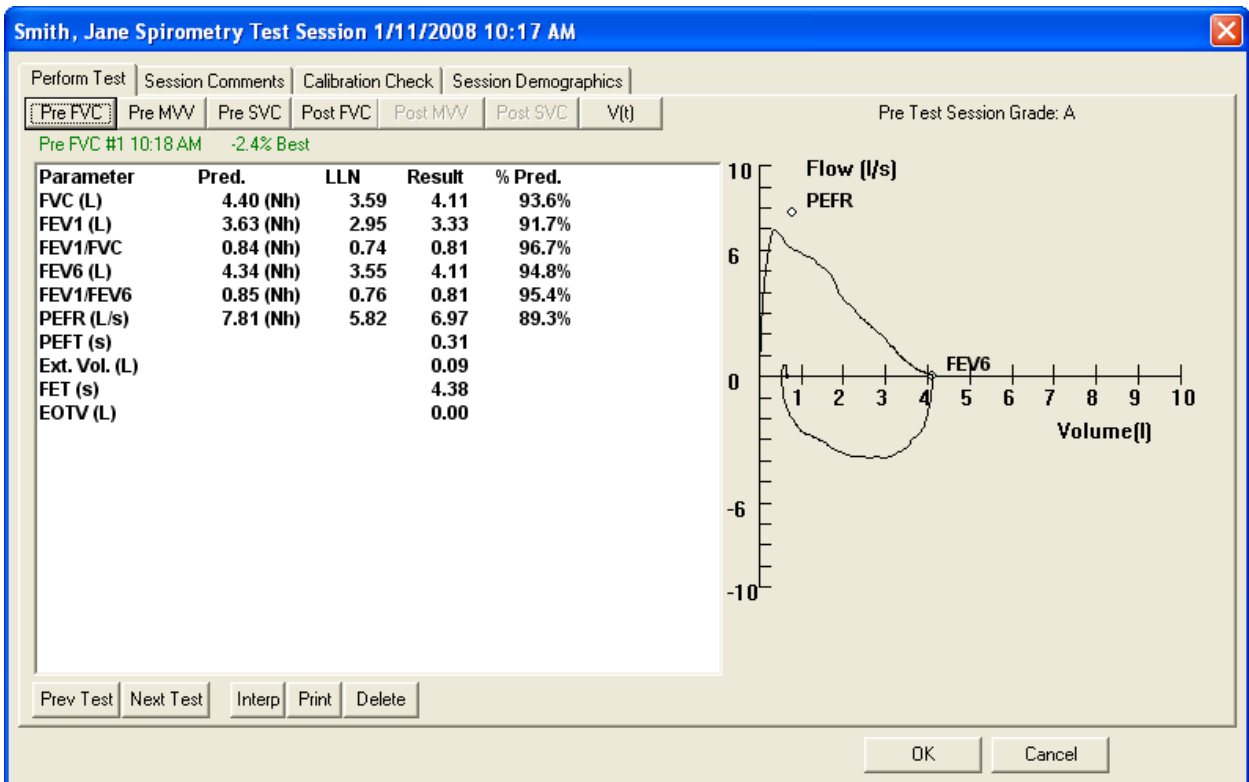 Smith, Jane Spirometry Test Session 1/11/2008 10:17 AM
Perform Test Session Comments Calibration Check Session Demographics
Pre FVC Pre MVV Pre SVC Post FVC Post MVV Post SVC V(t) Pre Test Session Grade: A
Pre FVC #1 10:18 AM -2.4% Best
Parameter Pred. LLN Result % Pred.
FVC (L) 4.40 (Nh) 3.59 4.11 93.6%
FEV1 (L) 3.63 (Nh) 2.95 3.33 91.7%
FEV1/FVC 0.84 (Nh) 0.74 0.81 96.7%
FEV6 (L) 4.34 (Nh) 3.55 4.11 94.8%
FEV1/FEV6 0.85 (Nh) 0.76 0.81 95.4%
PEFR (L/s) 7.81 (Nh) 5.82 6.97 89.3%
PEFT (s) 0.31
Ext. Vol. (L) 0.09
FET (s) 4.38
EOTV (L) 0.00
10 Flow (l/s)
PEFR
6
FEV6
0
1 2 3 4 5 6 7 8 9 10
Volume(l)
-6
-10
Prev Test Next Test Interp Print Delete
OK Cancel